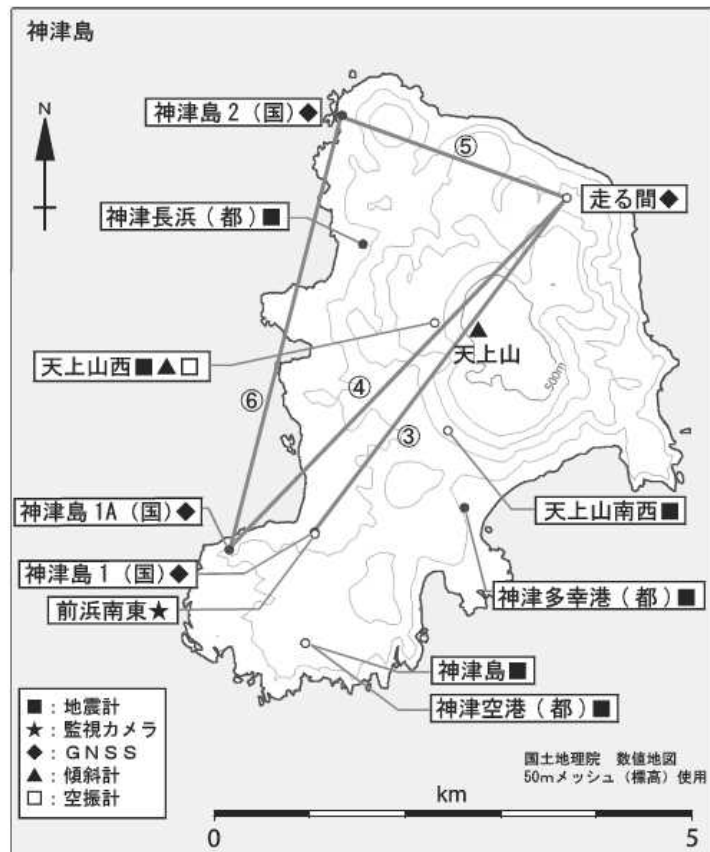 神津島
N
神津島2（国）◆
⑤
走る間◆
神津長浜（都）■
天上山西■▲□
天上山
500m
④
⑥
③
神津島1A（国）◆
天上山南西■
神津島1（国）◆
前浜南東★
神津多幸港（都）■
神津島■
神津空港（都）■
■：地震計
★：監視カメラ
◆：ＧＮＳＳ
▲：傾斜計
□：空振計
国土地理院　数値地図
50mメッシュ（標高）使用
km
0 5